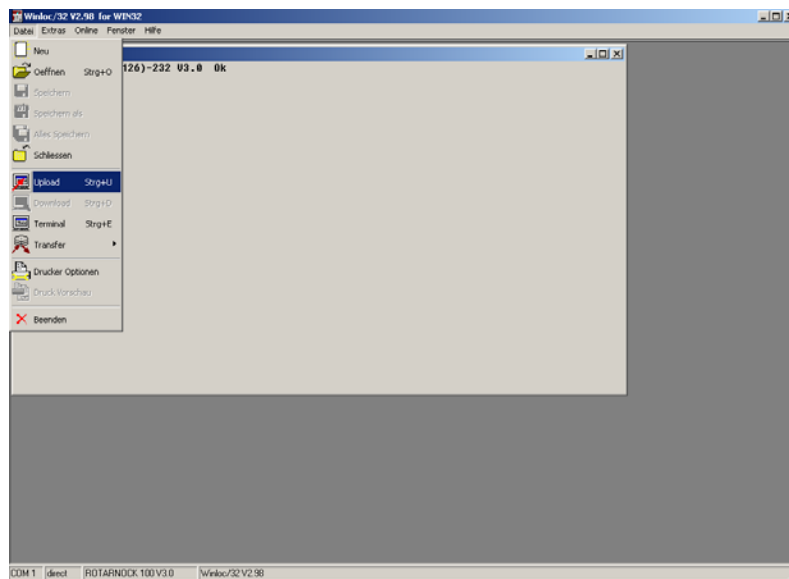 Winloc/32 V2.98 for WIN32
Datei Extras Online Fenster Hilfe
Neu
Oeffnen Strg+O
126)-232 V3.0 Ok
Speichern
Speichern als
Alles Speichern
Schliessen
Upload Strg+U
Download Strg+D
Terminal Strg+E
Transfer
Drucker Optionen
Druck Vorschau
Beenden
COM 1 direct ROTARNOCK 100 V3.0 Winloc/32 V2.98